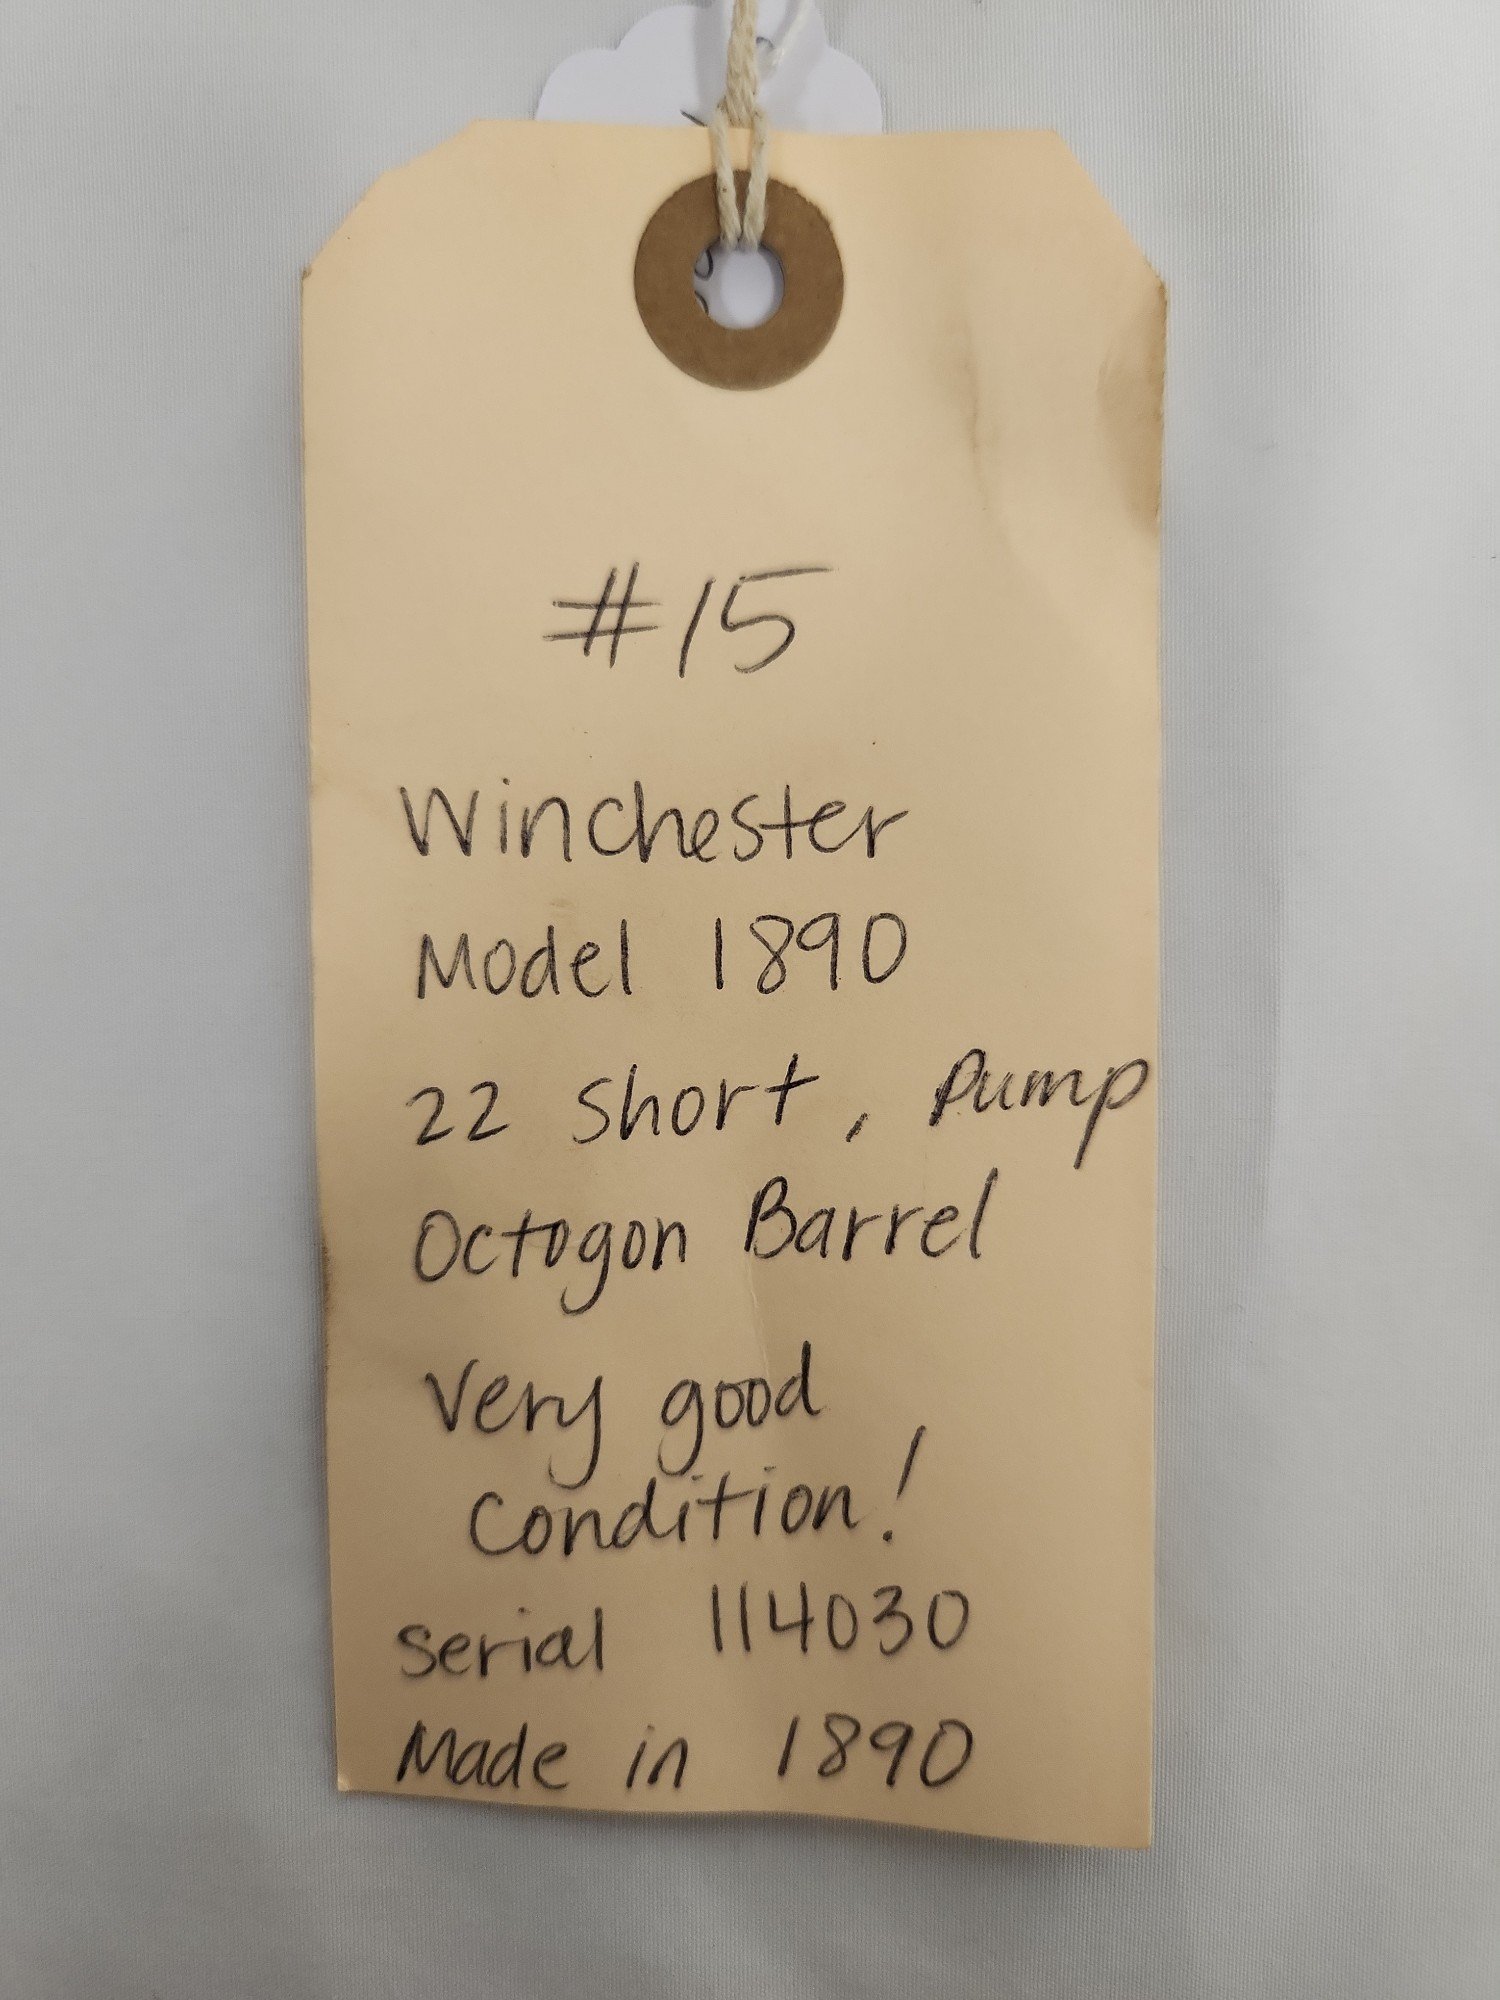 #15
Winchester
Model 1890
22 short, Pump
Octogon Barrel
Very good
Condition!
Serial 114030
Made in 1890